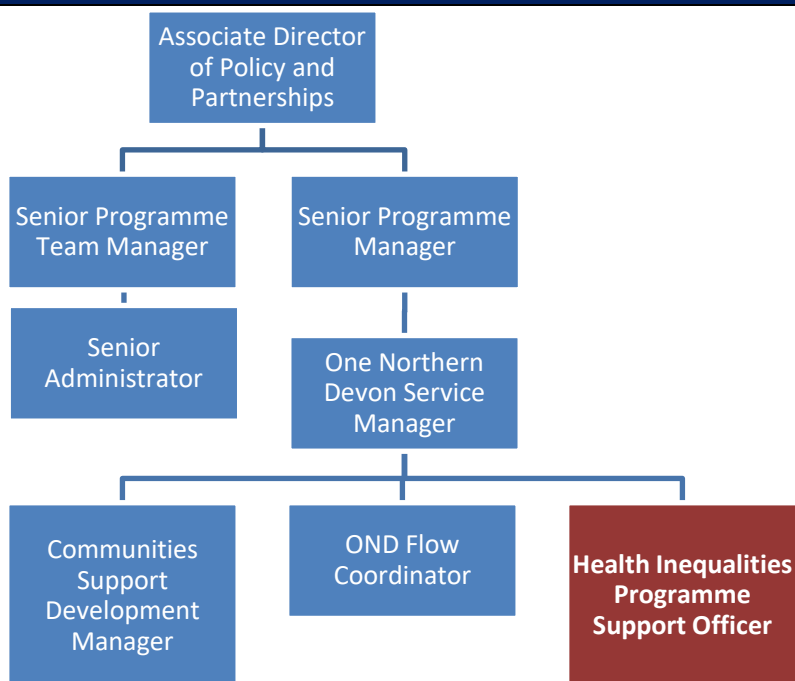 Associate Director
of Policy and
Partnerships
Senior Programme
Team Manager
Senior Programme
Manager
Senior
Administrator
One Northern
Devon Service
Manager
Communities
Support
Development
Manager
OND Flow
Coordinator
Health Inequalities
Programme
Support Officer